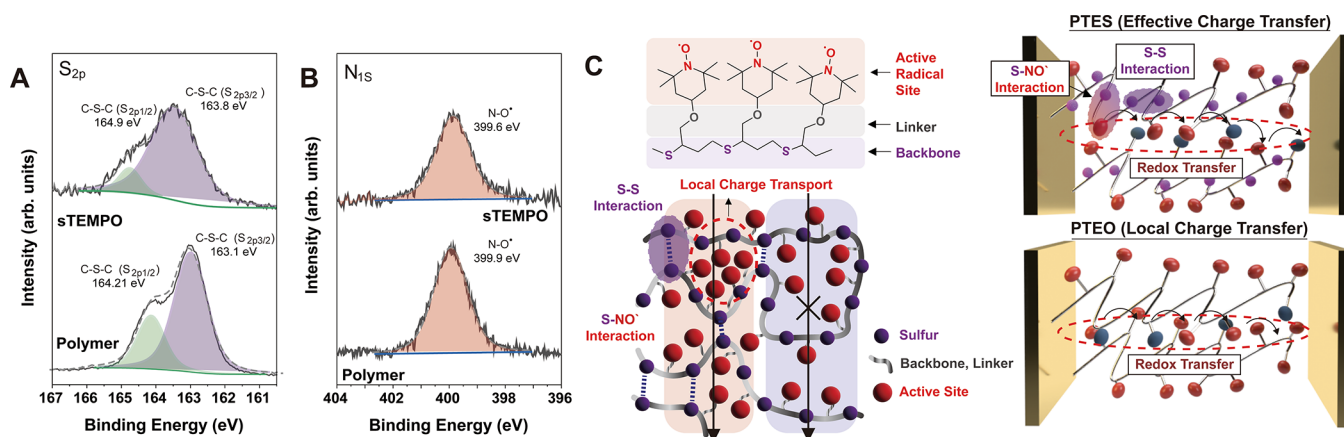 A
S2p
C-S-C (S2p3/2)
163.8 eV
C-S-C (S2p1/2)
164.9 eV
sTEMPO
C-S-C (S2p3/2)
163.1 eV
C-S-C (S2p1/2)
164.21 eV
Polymer
Intensity (arb. units)
167 166 165 164 163 162 161
Binding Energy (eV)
B
N1S
N-O•
399.6 eV
sTEMPO
N-O•
399.9 eV
Polymer
Intensity (arb. units)
404 402 400 398 396
Binding Energy (eV)
C
•O •O •O
N N N
O O O
S S S
Active
Radical
Site
Linker
Backbone
S-S
Interaction
Local Charge Transport
S-NO•
Interaction
Sulfur
Backbone, Linker
Active Site
PTES (Effective Charge Transfer)
S-NO•
Interaction
S-S
Interaction
Redox Transfer
PTEO (Local Charge Transfer)
Redox Transfer